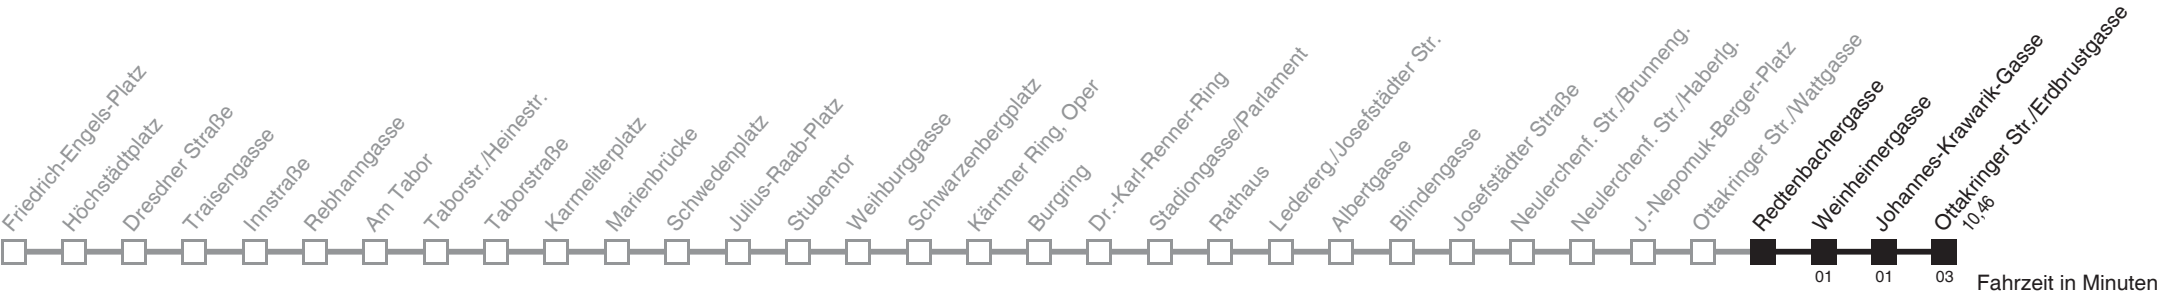 Friedrich-Engels-Platz
Höchstädtplatz
Dresdner Straße
Traisengasse
Innstraße
Rebhanngasse
Am Tabor
Taborstr./Heinestr.
Taborstraße
Karmeliterplatz
Marienbrücke
Schwedenplatz
Julius-Raab-Platz
Stubentor
Weihburggasse
Schwarzenbergplatz
Kärntner Ring, Oper
Burgring
Dr.-Karl-Renner-Ring
Stadiongasse/Parlament
Rathaus
Ledererg./Josefstädter Str.
Albertgasse
Blindengasse
Josefstädter Straße
Neulerchenf. Str./Brunneng.
Neulerchenf. Str./Haberlg.
J.-Nepomuk-Berger-Platz
Ottakringer Str./Wattgasse
Redtenbachergasse
Weinheimergasse
Johannes-Krawarik-Gasse
Ottakringer Str./Erdbrustgasse
10,46
01
01
03
Fahrzeit in Minuten